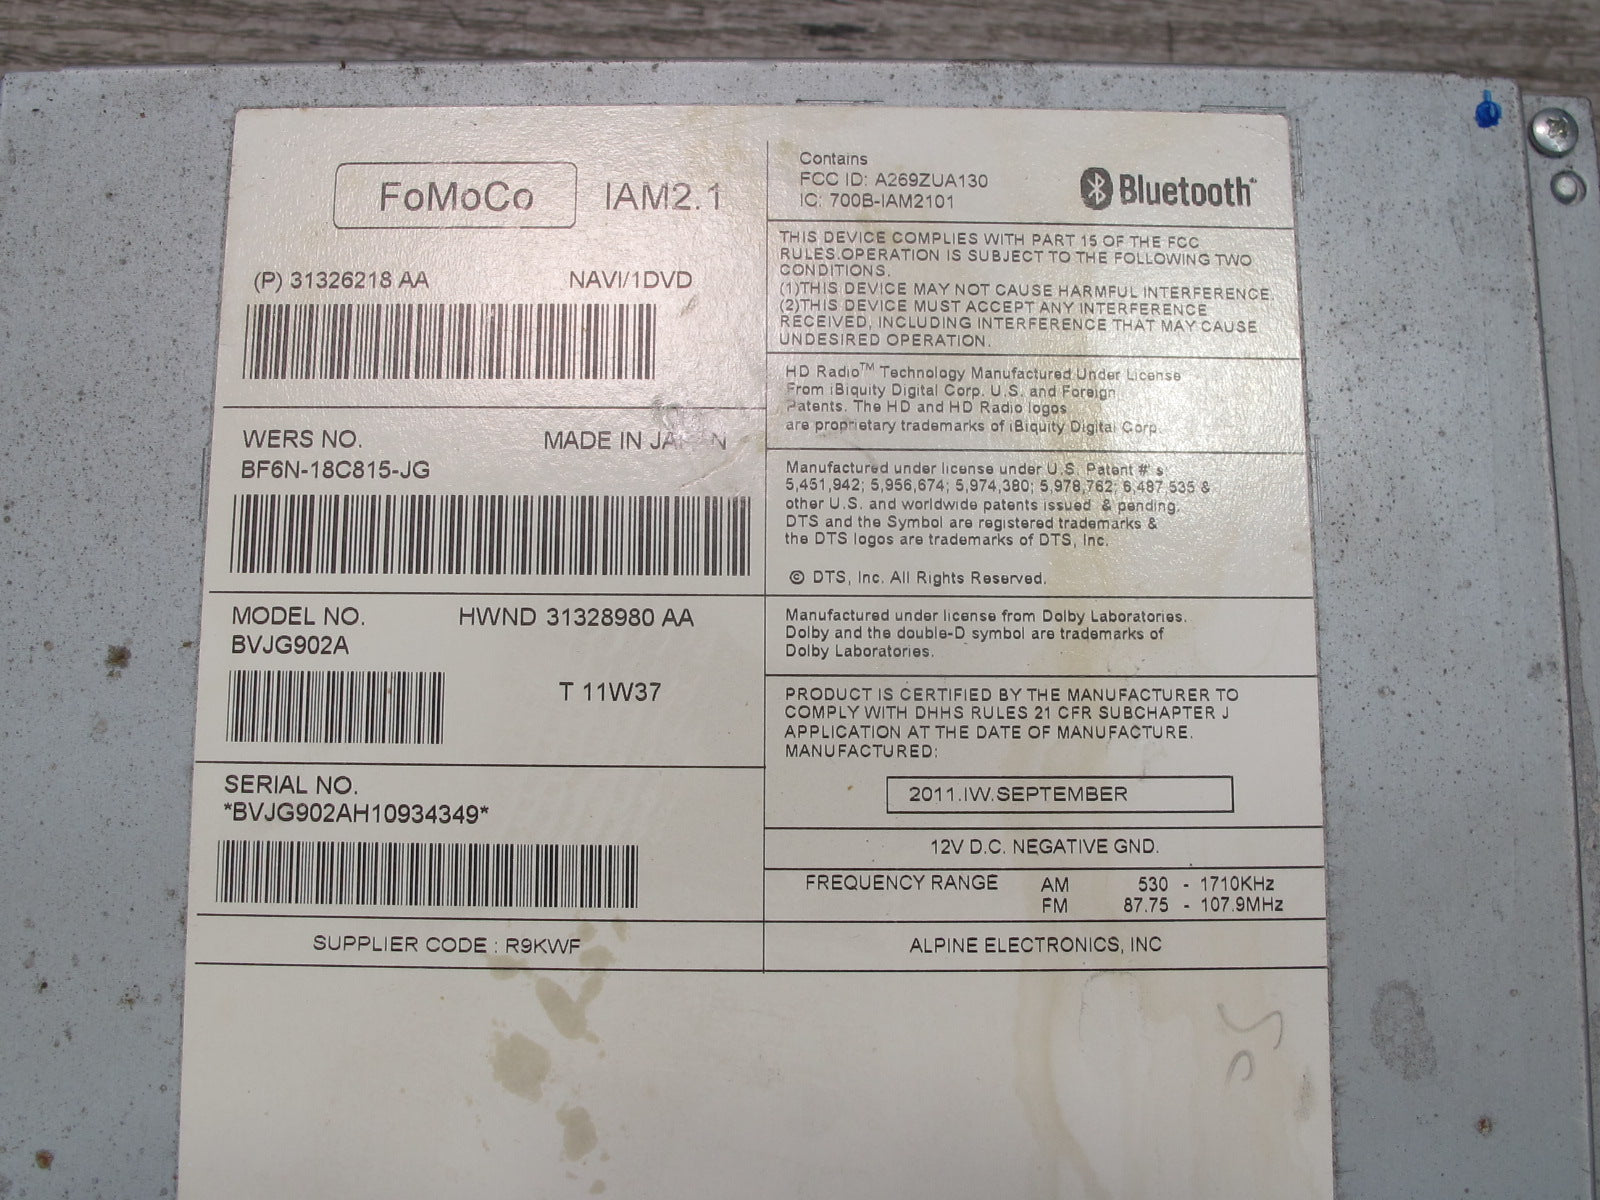 FoMoCo IAM2.1
(P) 31326218 AA NAVI/1DVD
WERS NO. MADE IN
BF6N-18C815-JG
MODEL NO. HWND 31328980 AA
BVJG902A
T 11W37
SERIAL NO.
*BVJG902AH10934349*
SUPPLIER CODE : R9KWF
Contains
FCC ID: A269ZUA130
IC: 700B-IAM2101
Bluetooth
THIS DEVICE COMPLIES WITH PART 15 OF THE FCC
RULES.OPERATION IS SUBJECT TO THE FOLLOWING TWO
CONDITIONS.
(1)THIS DEVICE MAY NOT CAUSE HARMFUL INTERFERENCE.
(2)THIS DEVICE MUST ACCEPT ANY INTERFERENCE
RECEIVED, INCLUDING INTERFERENCE THAT MAY CAUSE
UNDESIRED OPERATION.
HD Radio™ Technology Manufactured Under License
From iBiquity Digital Corp. U.S. and Foreign
Patents. The HD and HD Radio logos
are proprietary trademarks of iBiquity Digital Corp.
Manufactured under license under U.S. Patent #'s:
5,451,942; 5,956,674; 5,974,380; 5,978,762; 6,487,535 &
other U.S. and worldwide patents issued & pending.
DTS and the Symbol are registered trademarks &
the DTS logos are trademarks of DTS, Inc.
© DTS, Inc. All Rights Reserved.
Manufactured under license from Dolby Laboratories.
Dolby and the double-D symbol are trademarks of
Dolby Laboratories.
PRODUCT IS CERTIFIED BY THE MANUFACTURER TO
COMPLY WITH DHHS RULES 21 CFR SUBCHAPTER J
APPLICATION AT THE DATE OF MANUFACTURE.
MANUFACTURED:
2011.IW.SEPTEMBER
12V D.C. NEGATIVE GND.
FREQUENCY RANGE AM 530 - 1710KHz
FM 87.75 - 107.9MHz
ALPINE ELECTRONICS, INC